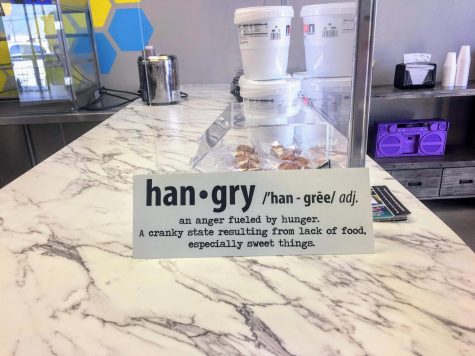 han•gry /'han - grēe/ adj.
an anger fueled by hunger.
A cranky state resulting from lack of food,
especially sweet things.